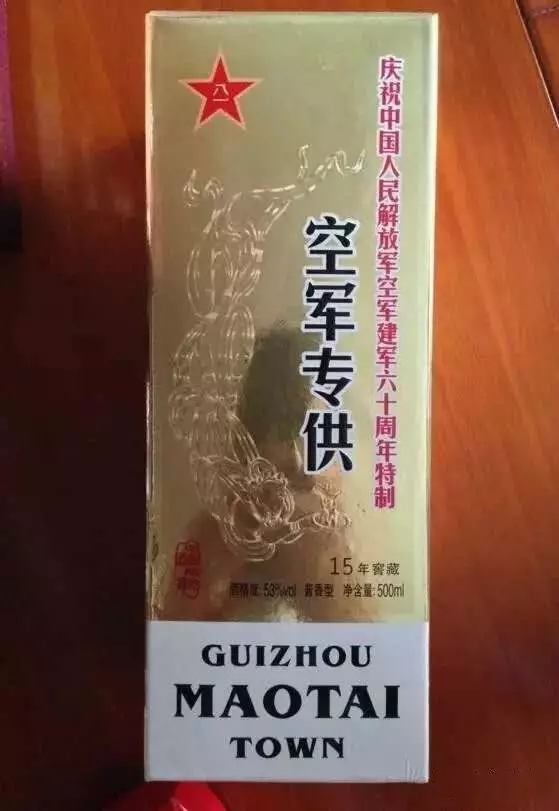 八一
庆祝中国人民解放军空军建军六十周年特制
空军专供
15年窖藏
酒精度:53%vol 酱香型 净含量:500ml
GUIZHOU
MAOTAI
TOWN